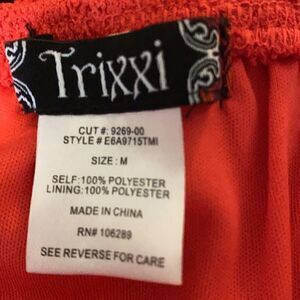 Trixxi
CUT #: 9269-00
STYLE # E6A9715TMI
SIZE : M
SELF: 100% POLYESTER
LINING: 100% POLYESTER
MADE IN CHINA
RN# 106289
SEE REVERSE FOR CARE